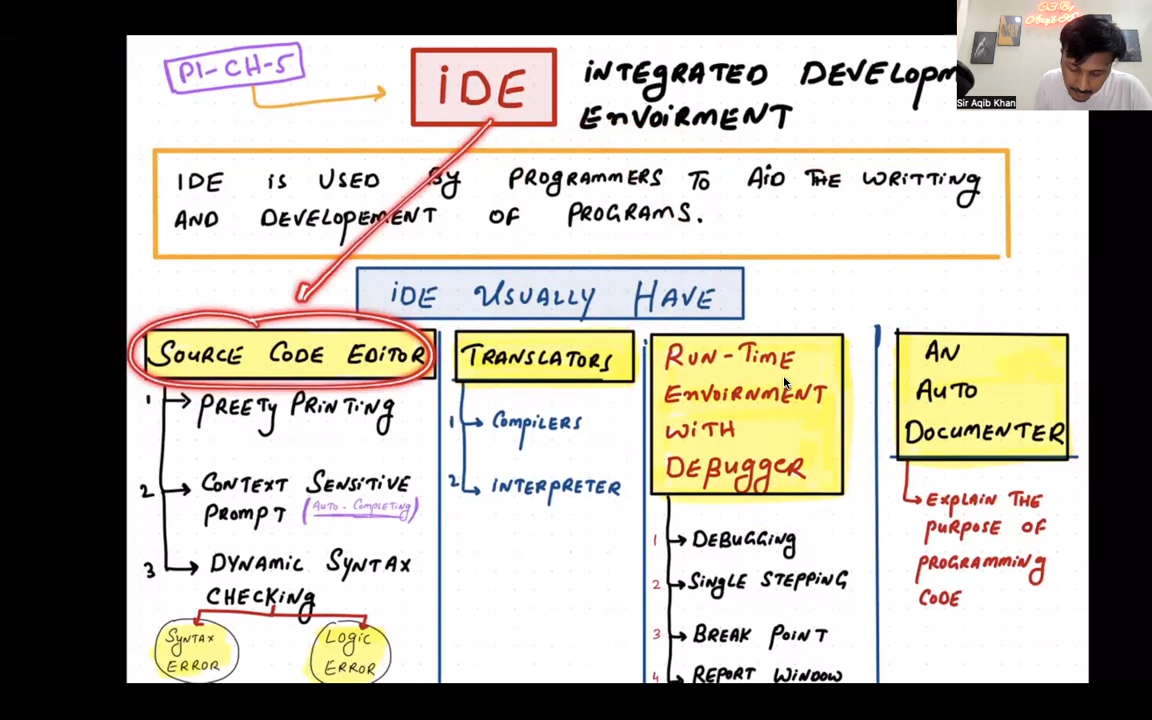 PI-CH-5
IDE
INTEGRATED DEVELOPM
ENVOIRMENT
IDE IS USED By PROGRAMMERS TO AID THE WRITTING
AND DEVELOPEMENT OF PROGRAMS.
IDE USUALLY HAVE
SOURCE CODE EDITOR
1 PREETY PRINTING
2 CONTEXT SENSITIVE
PROMPT (AUTO-COMPLETING)
3 DYNAMIC SYNTAX
CHECKING
SYNTAX
ERROR
LOGIC
ERROR
TRANSLATORS
1 COMPILERS
2 INTERPRETER
RUN-TIME
ENVOIRNMENT
WITH
DEBUGGER
1 DEBUGGING
2 SINGLE STEPPING
3 BREAK POINT
4 REPORT WINDOW
AN
AUTO
DOCUMENTER
EXPLAIN THE
PURPOSE OF
PROGRAMMING
CODE
Sir Aqib Khan